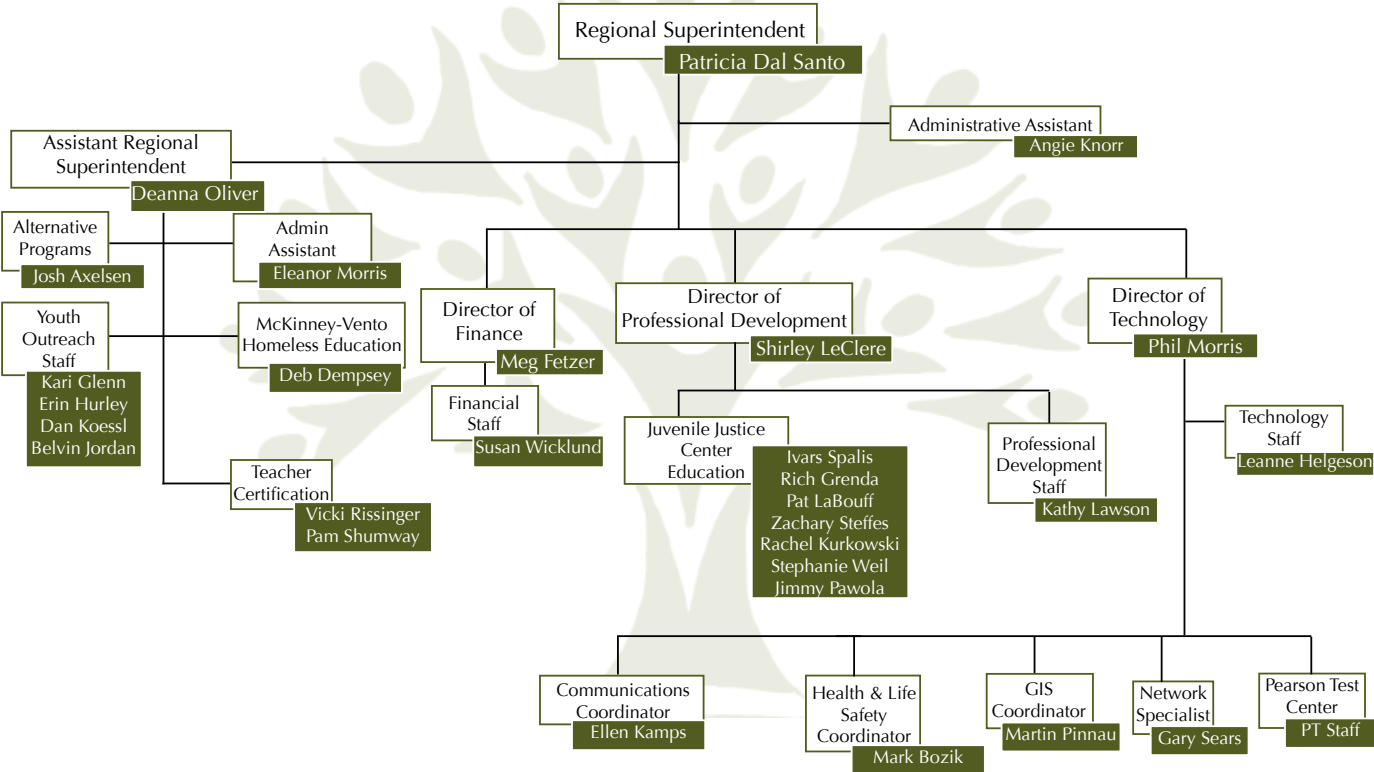 Regional Superintendent
Patricia Dal Santo
Administrative Assistant
Angie Knorr
Assistant Regional
Superintendent
Deanna Oliver
Alternative
Programs
Josh Axelsen
Admin
Assistant
Eleanor Morris
Youth
Outreach
Staff
Kari Glenn
Erin Hurley
Dan Koessl
Belvin Jordan
McKinney-Vento
Homeless Education
Deb Dempsey
Teacher
Certification
Vicki Rissinger
Pam Shumway
Director of
Finance
Meg Fetzer
Financial
Staff
Susan Wicklund
Director of
Professional Development
Shirley LeClere
Juvenile Justice
Center
Education
Ivars Spalis
Rich Grenda
Pat LaBouff
Zachary Steffes
Rachel Kurkowski
Stephanie Weil
Jimmy Pawola
Professional
Development
Staff
Kathy Lawson
Director of
Technology
Phil Morris
Technology
Staff
Leanne Helgeson
Communications
Coordinator
Ellen Kamps
Health & Life
Safety
Coordinator
Mark Bozik
GIS
Coordinator
Martin Pinnau
Network
Specialist
Gary Sears
Pearson Test
Center
PT Staff